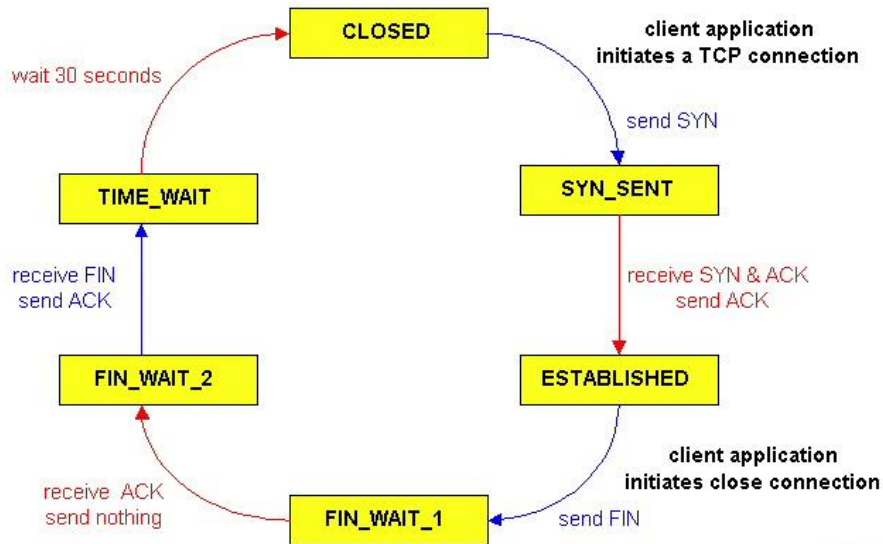 CLOSED
client application
initiates a TCP connection
wait 30 seconds
send SYN
TIME_WAIT
SYN_SENT
receive FIN
send ACK
receive SYN & ACK
send ACK
FIN_WAIT_2
ESTABLISHED
client application
initiates close connection
receive ACK
send nothing
FIN_WAIT_1
send FIN